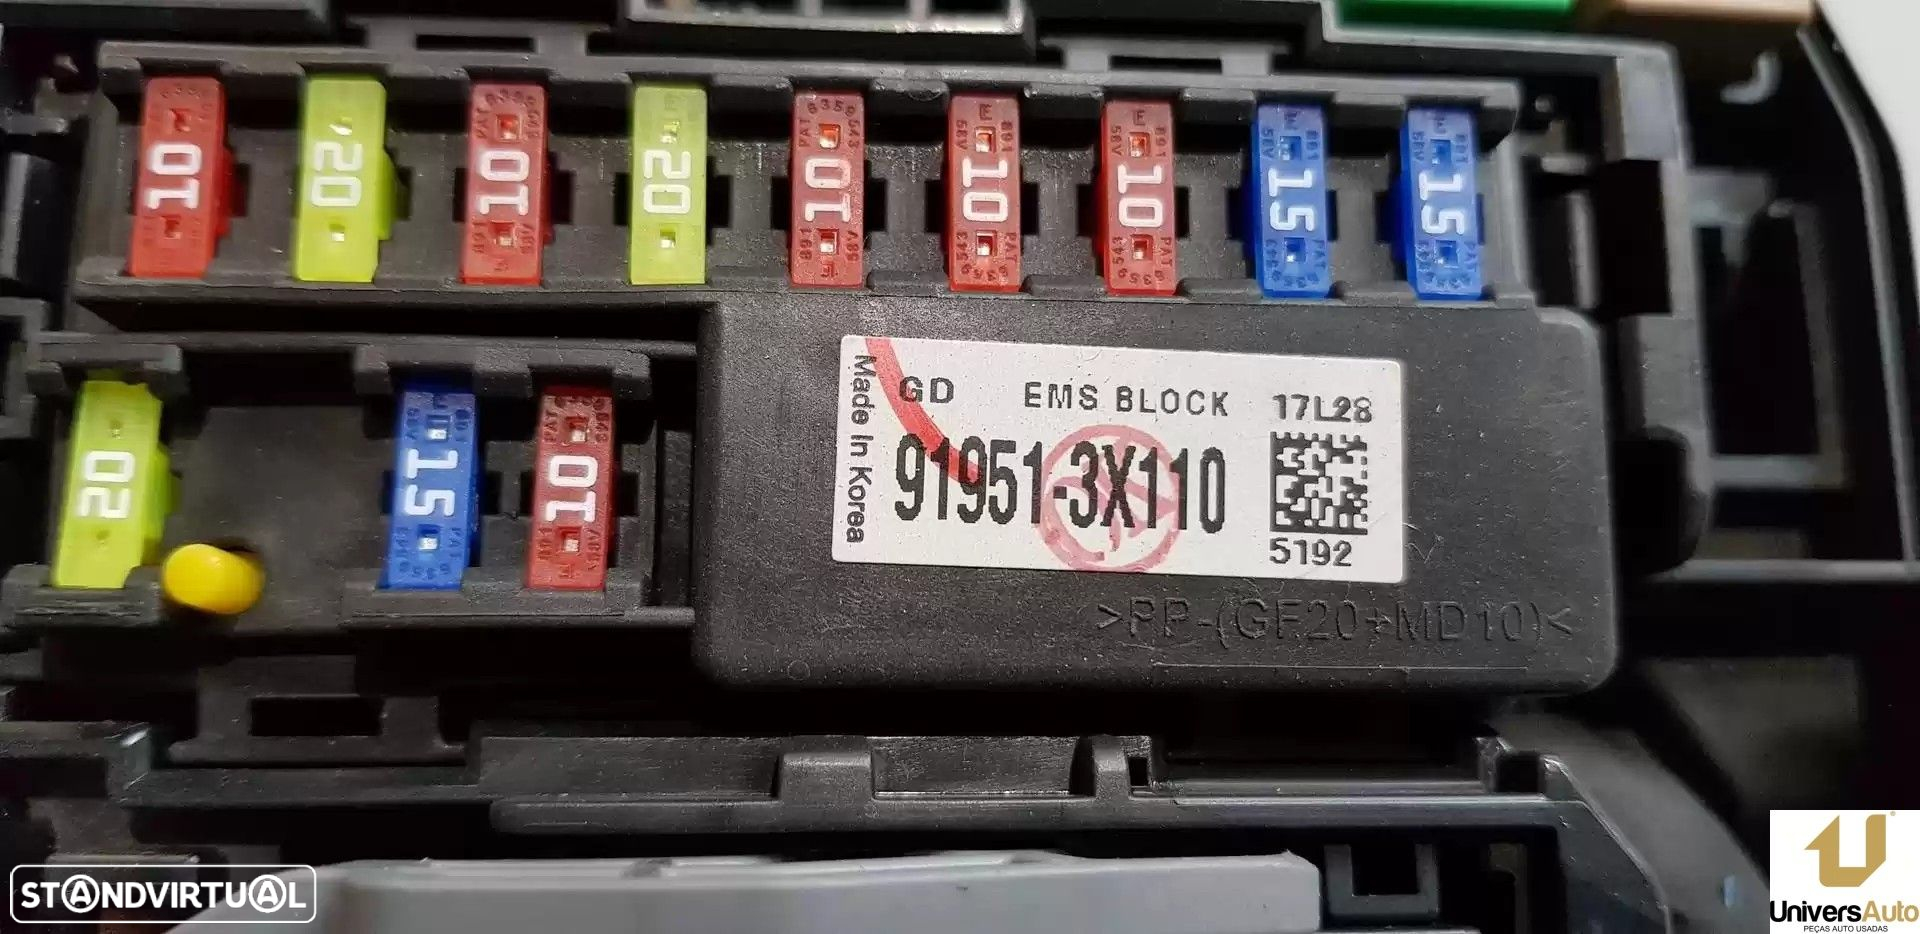 10 20 10 20 10 10 10 15 15
20 15 10
Made In Korea
GD EMS BLOCK 17L28
91951-3X110
5192
>PP-(GF20+MD10)<
STANDVIRTUAL
UniversAuto
PEÇAS AUTO USADAS